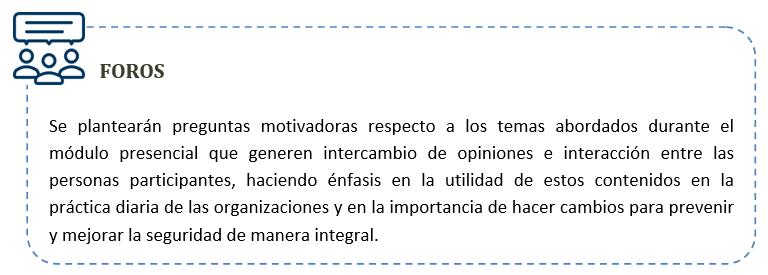 FOROS
Se plantearán preguntas motivadoras respecto a los temas abordados durante el
módulo presencial que generen intercambio de opiniones e interacción entre las
personas participantes, haciendo énfasis en la utilidad de estos contenidos en la
práctica diaria de las organizaciones y en la importancia de hacer cambios para prevenir
y mejorar la seguridad de manera integral.